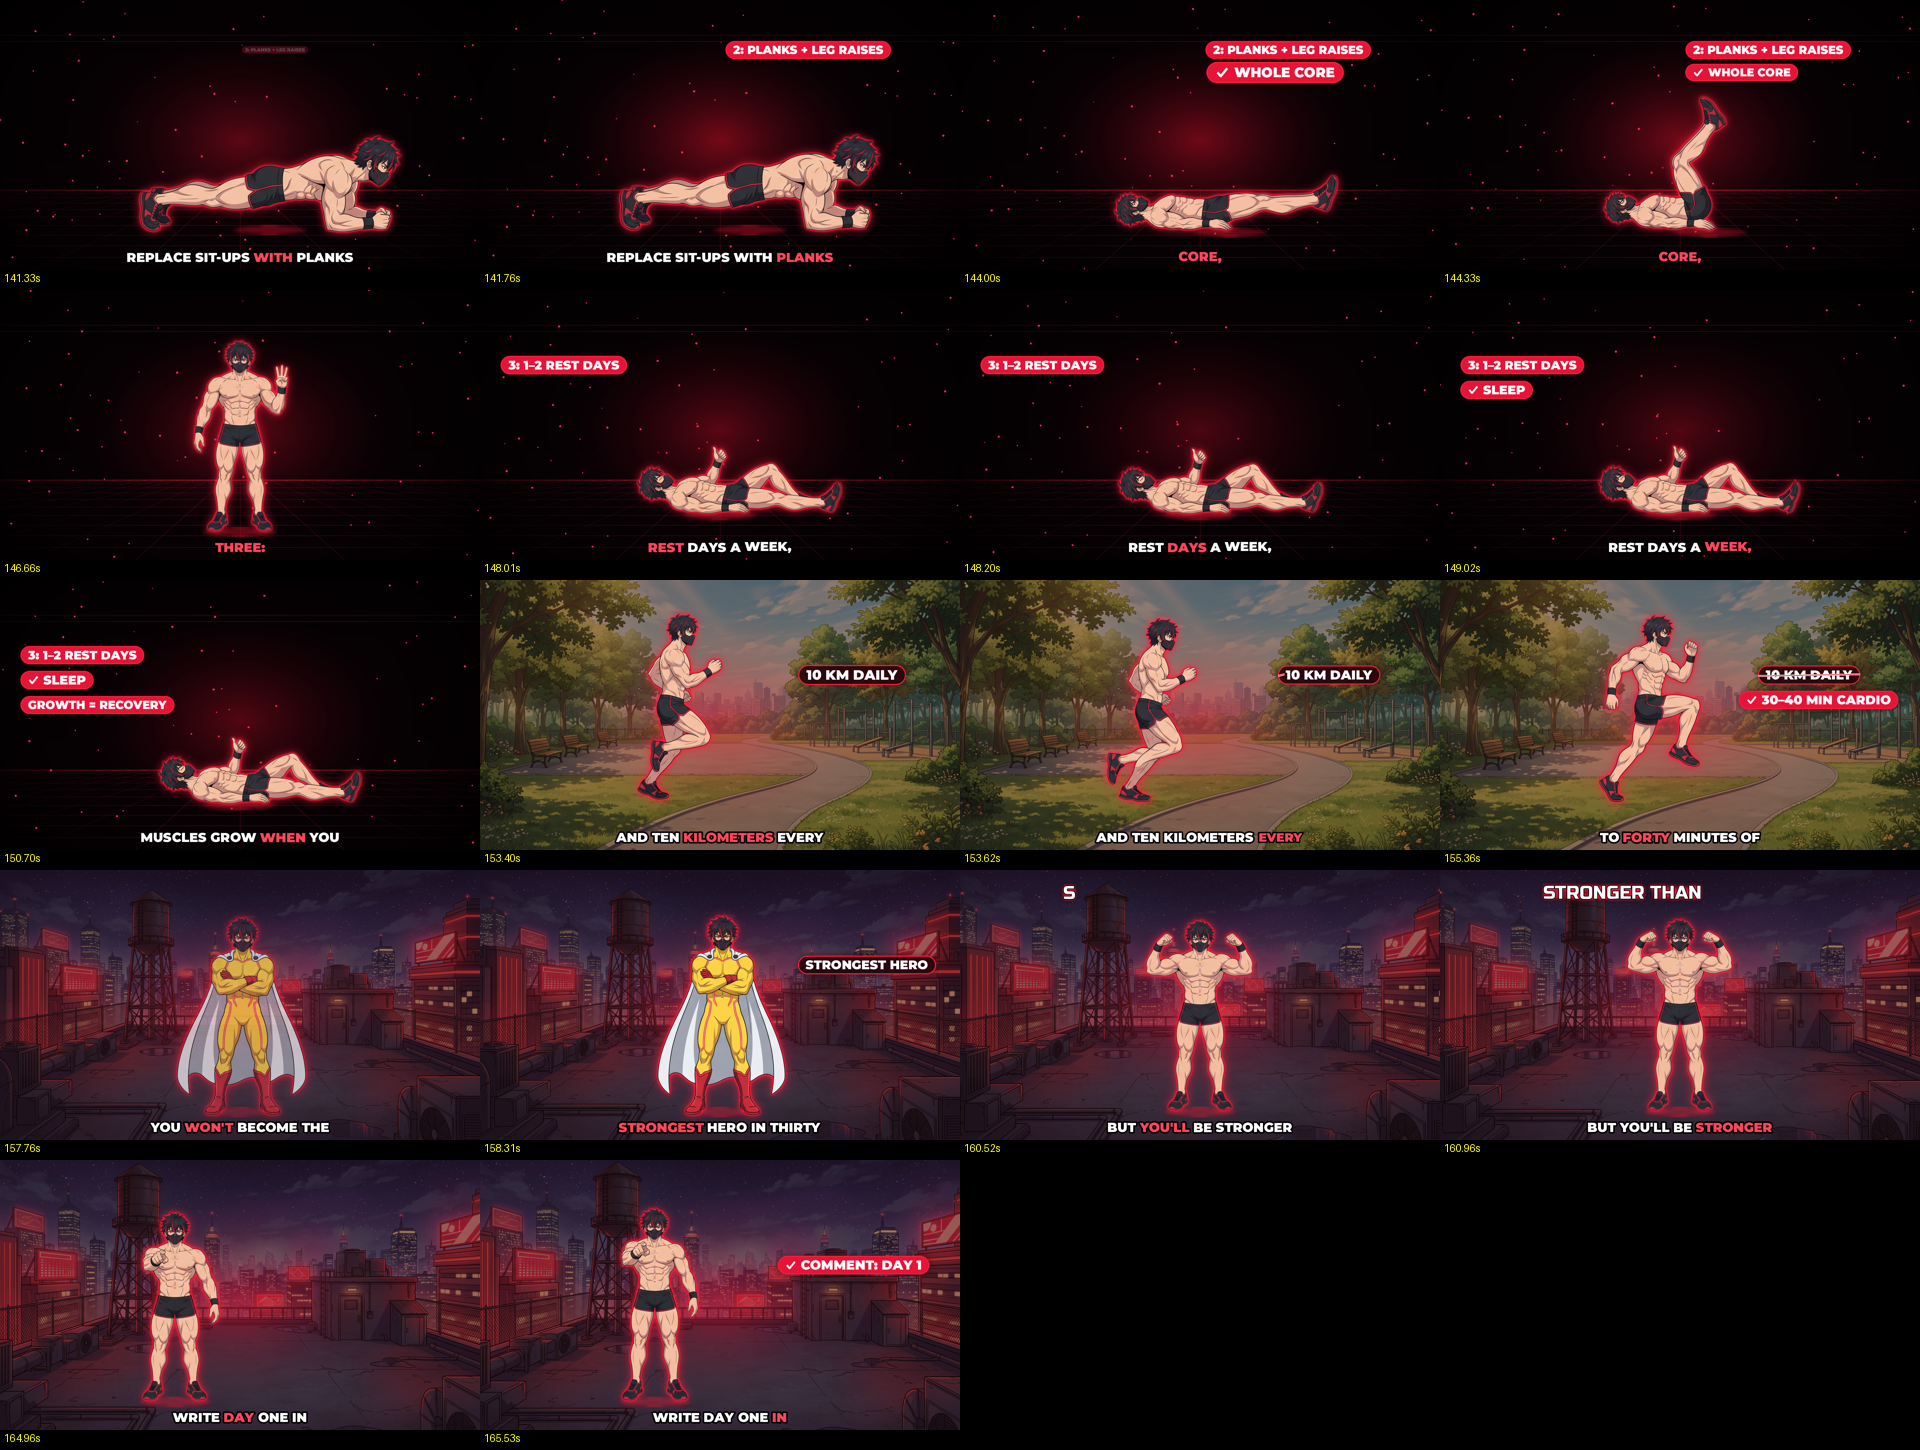 2: PLANKS + LEG RAISES
REPLACE SIT-UPS WITH PLANKS
141.33s
2: PLANKS + LEG RAISES
REPLACE SIT-UPS WITH PLANKS
141.76s
2: PLANKS + LEG RAISES
✓ WHOLE CORE
CORE,
144.00s
2: PLANKS + LEG RAISES
✓ WHOLE CORE
CORE,
144.33s
THREE:
146.66s
3: 1–2 REST DAYS
REST DAYS A WEEK,
148.01s
3: 1–2 REST DAYS
REST DAYS A WEEK,
148.20s
3: 1–2 REST DAYS
✓ SLEEP
REST DAYS A WEEK,
149.02s
3: 1–2 REST DAYS
✓ SLEEP
GROWTH = RECOVERY
MUSCLES GROW WHEN YOU
150.70s
10 KM DAILY
AND TEN KILOMETERS EVERY
153.40s
10 KM DAILY
AND TEN KILOMETERS EVERY
153.62s
10 KM DAILY
✓ 30–40 MIN CARDIO
TO FORTY MINUTES OF
155.36s
YOU WON'T BECOME THE
157.76s
STRONGEST HERO
STRONGEST HERO IN THIRTY
158.31s
S
BUT YOU'LL BE STRONGER
160.52s
STRONGER THAN
BUT YOU'LL BE STRONGER
160.96s
WRITE DAY ONE IN
164.96s
✓ COMMENT: DAY 1
WRITE DAY ONE IN
165.53s